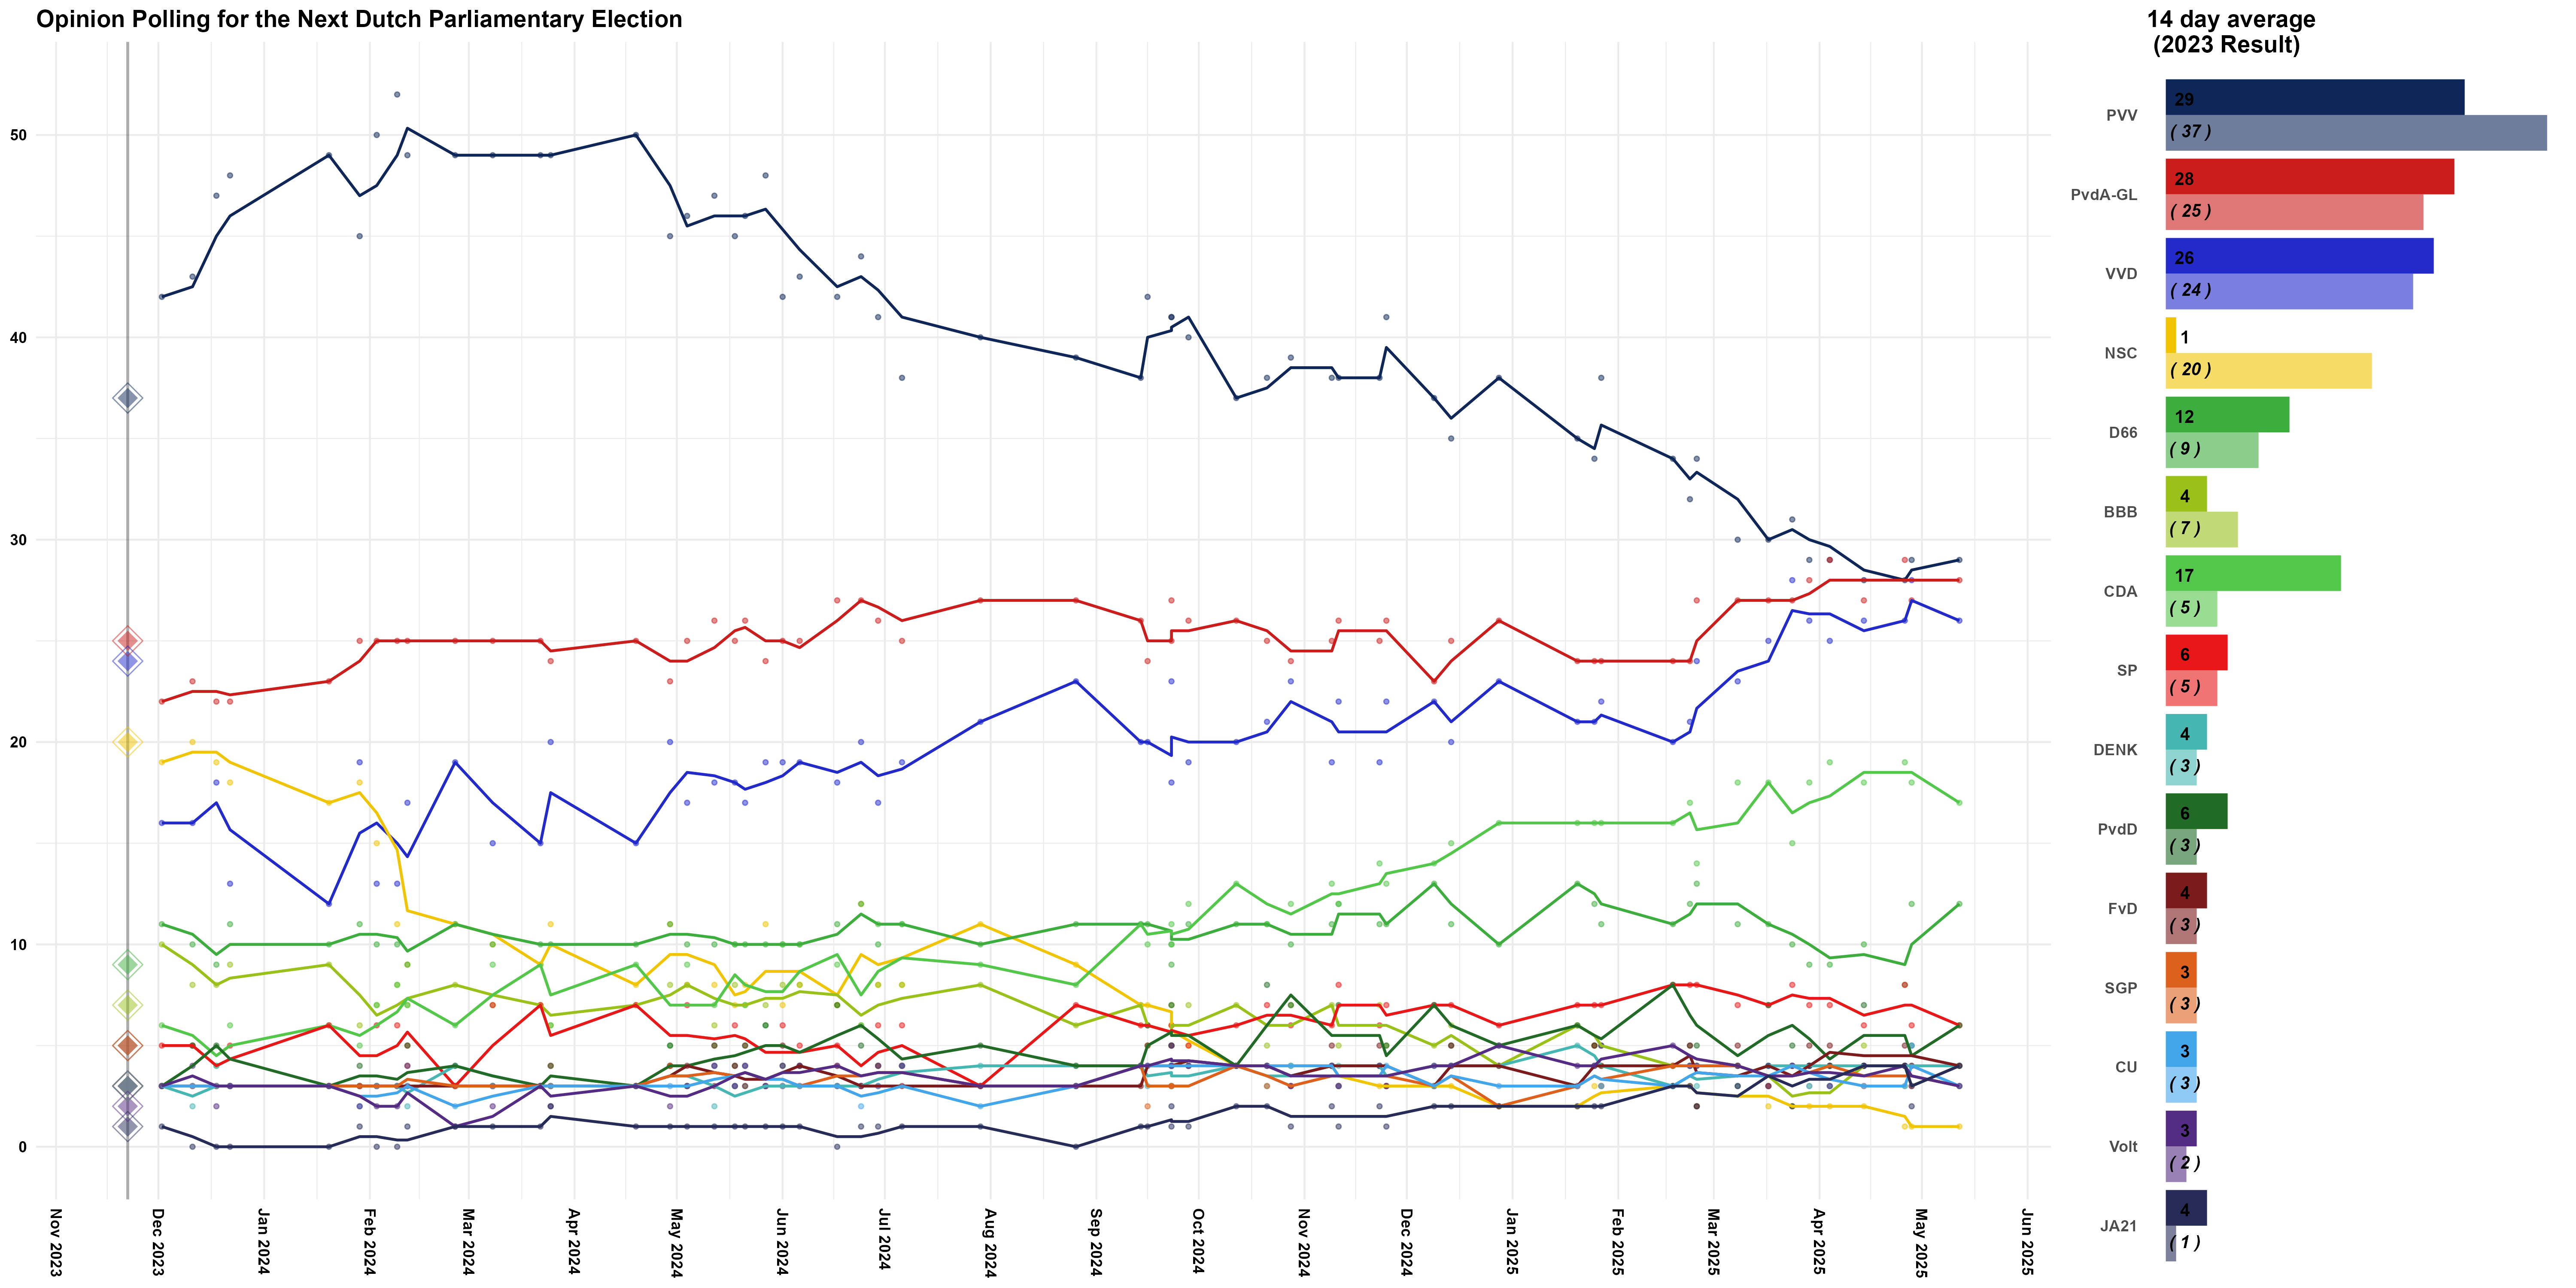 Opinion Polling for the Next Dutch Parliamentary Election
14 day average
(2023 Result)
50
40
30
20
10
0
Nov 2023
Dec 2023
Jan 2024
Feb 2024
Mar 2024
Apr 2024
May 2024
Jun 2024
Jul 2024
Aug 2024
Sep 2024
Oct 2024
Nov 2024
Dec 2024
Jan 2025
Feb 2025
Mar 2025
Apr 2025
May 2025
Jun 2025
PVV
29
( 37 )
PvdA-GL
28
( 25 )
VVD
26
( 24 )
NSC
1
( 20 )
D66
12
( 9 )
BBB
4
( 7 )
CDA
17
( 5 )
SP
6
( 5 )
DENK
4
( 3 )
PvdD
6
( 3 )
FvD
4
( 3 )
SGP
3
( 3 )
CU
3
( 3 )
Volt
3
( 2 )
JA21
4
( 1 )